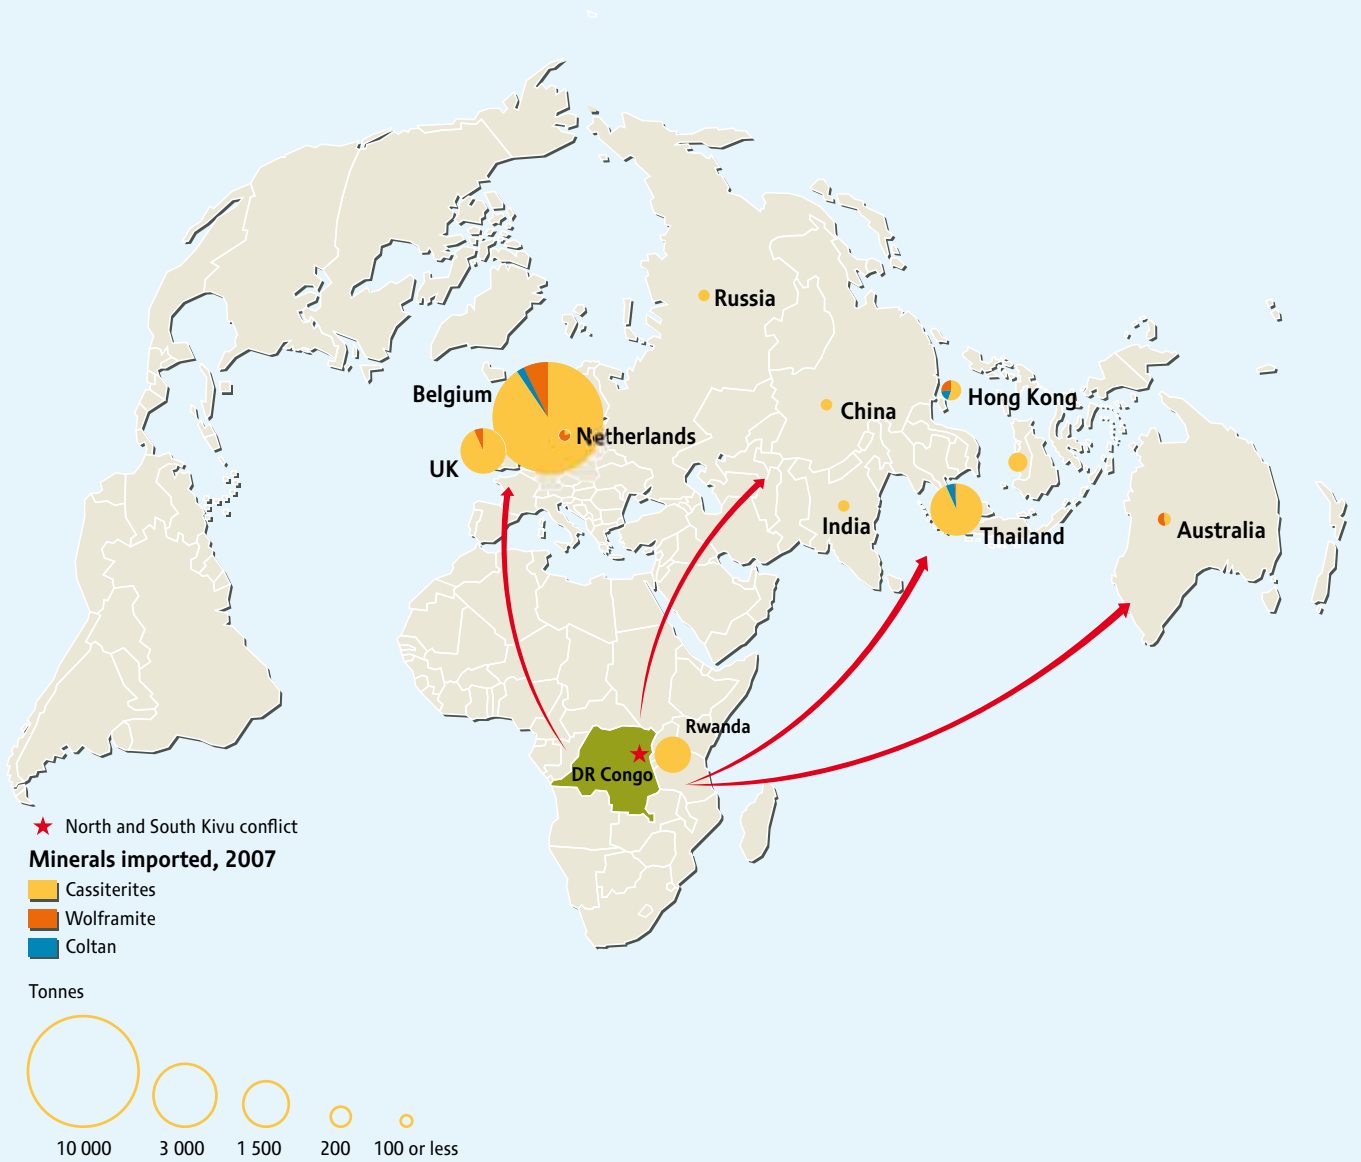 Russia
Belgium
Hong Kong
China
Netherlands
UK
India
Thailand
Australia
Rwanda
DR Congo
North and South Kivu conflict
Minerals imported, 2007
Cassiterites
Wolframite
Coltan
Tonnes
10 000 3 000 1 500 200 100 or less